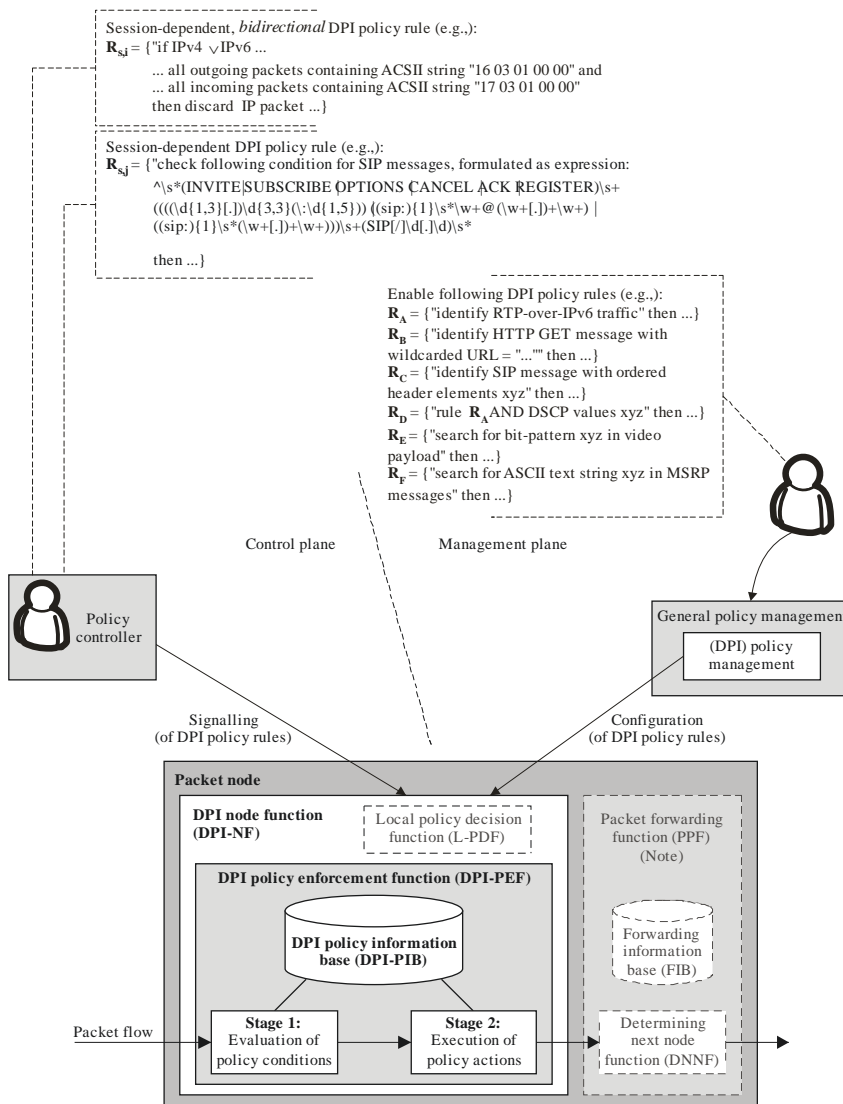 Session-dependent, bidirectional DPI policy rule (e.g.,):
Rs,i = {"if IPv4 ∨IPv6 ...
... all outgoing packets containing ACSII string "16 03 01 00 00" and
... all incoming packets containing ACSII string "17 03 01 00 00"
then discard IP packet ...}
Session-dependent DPI policy rule (e.g.,):
Rs,j = {"check following condition for SIP messages, formulated as expression:
^\s*(INVITE|SUBSCRIBE|OPTIONS|CANCEL|ACK|REGISTER)\s+
((((\d{1,3}[.])\d{3,3}(\:\d{1,5})))|((sip:){1}\s*\w+@(\w+[.])+\w+) |
((sip:){1}\s*(\w+[.])+\w+)))\s+(SIP[/]\d[.]\d)\s*
then ...}
Enable following DPI policy rules (e.g.,):
RA = {"identify RTP-over-IPv6 traffic" then ...}
RB = {"identify HTTP GET message with
wildcarded URL = "..."" then ...}
RC = {"identify SIP message with ordered
header elements xyz" then ...}
RD = {"rule RA AND DSCP values xyz" then ...}
RE = {"search for bit-pattern xyz in video
payload" then ...}
RF = {"search for ASCII text string xyz in MSRP
messages" then ...}
Control plane
Management plane
Policy
controller
General policy management
(DPI) policy
management
Signalling
(of DPI policy rules)
Configuration
(of DPI policy rules)
Packet node
DPI node function
(DPI-NF)
Local policy decision
function (L-PDF)
Packet forwarding
function (PPF)
(Note)
DPI policy enforcement function (DPI-PEF)
DPI policy information
base (DPI-PIB)
Forwarding
information
base (FIB)
Packet flow
Stage 1:
Evaluation of
policy conditions
Stage 2:
Execution of
policy actions
Determining
next node
function (DNNF)